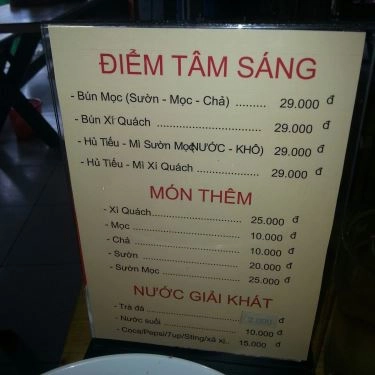 ĐIỂM TÂM SÁNG
- Bún Mọc (Sườn - Mọc - Chả) .......... 29.000 đ
- Bún Xí Quách ................................ 29.000 đ
- Hủ Tiếu - Mì Sườn Mọc(NƯỚC - KHÔ) 29.000 đ
- Hủ Tiếu - Mì Xí Quách ..................... 29.000 đ
MÓN THÊM
- Xí Quách................................. 25.000 đ
- Mọc ........................................ 10.000 đ
- Chả ........................................ 10.000 đ
- Sườn ...................................... 20.000 đ
- Sườn Mọc .............................. 25.000 đ
NƯỚC GIẢI KHÁT
- Trà đá ..................................... 2.000 đ
- Nước suối .............................. 10.000 đ
- Coca/Pepsi/7up/Sting/xá xị.. 15.000 đ